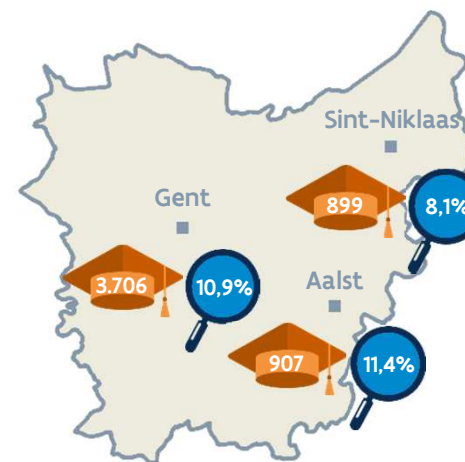 Sint-Niklaas
899
8,1%
Gent
3.706
10,9%
Aalst
907
11,4%